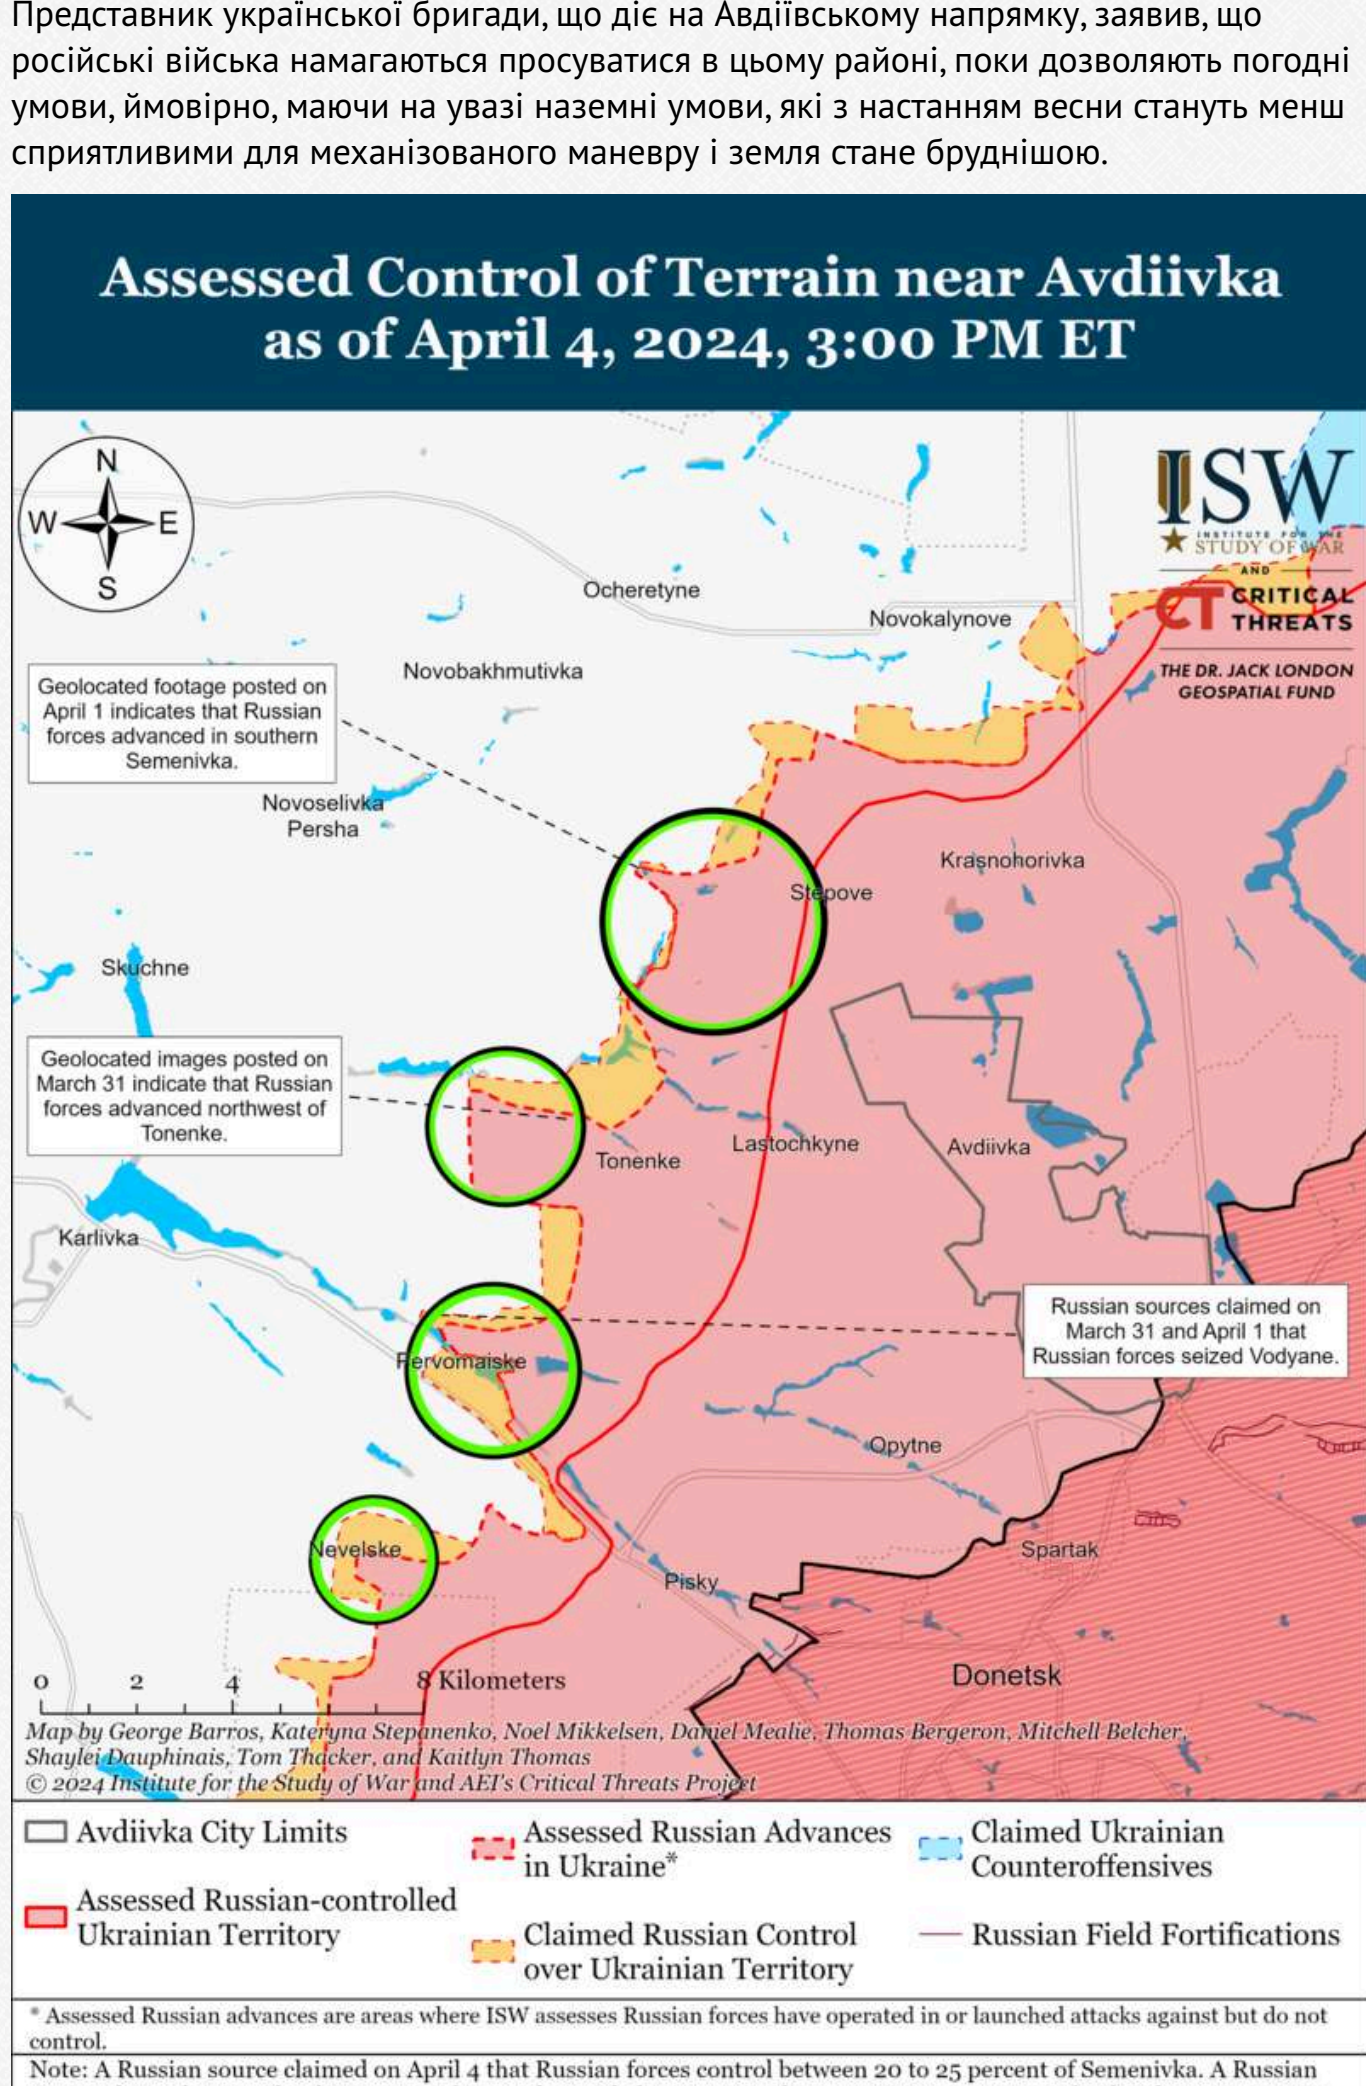 Представник української бригади, що діє на Авдіївському напрямку, заявив, що
російські війська намагаються просуватися в цьому районі, поки дозволяють погодні
умови, ймовірно, маючи на увазі наземні умови, які з настанням весни стануть менш
сприятливими для механізованого маневру і земля стане бруднішою.
Assessed Control of Terrain near Avdiivka
as of April 4, 2024, 3:00 PM ET
N
W E
S
ISW
INSTITUTE FOR THE
STUDY OF WAR
AND
CT CRITICAL
THREATS
THE DR. JACK LONDON
GEOSPATIAL FUND
Ocheretyne
Novokalynove
Novobakhmutivka
Geolocated footage posted on
April 1 indicates that Russian
forces advanced in southern
Semenivka.
Novoselivka
Persha
Krasnohorivka
Stepove
Skuchne
Geolocated images posted on
March 31 indicate that Russian
forces advanced northwest of
Tonenke.
Lastochkyne
Avdiivka
Tonenke
Karlivka
Russian sources claimed on
March 31 and April 1 that
Russian forces seized Vodyane.
Pervomaiske
Opytne
Nevelske
Spartak
Pisky
Donetsk
0 2 4 8 Kilometers
Map by George Barros, Kateryna Stepanenko, Noel Mikkelsen, Daniel Mealie, Thomas Bergeron, Mitchell Belcher,
Shaylei Dauphinais, Tom Thacker, and Kaitlyn Thomas
© 2024 Institute for the Study of War and AEI's Critical Threats Project
Avdiivka City Limits
Assessed Russian-controlled
Ukrainian Territory
Assessed Russian Advances
in Ukraine*
Claimed Russian Control
over Ukrainian Territory
Claimed Ukrainian
Counteroffensives
Russian Field Fortifications
* Assessed Russian advances are areas where ISW assesses Russian forces have operated in or launched attacks against but do not
control.
Note: A Russian source claimed on April 4 that Russian forces control between 20 to 25 percent of Semenivka. A Russian